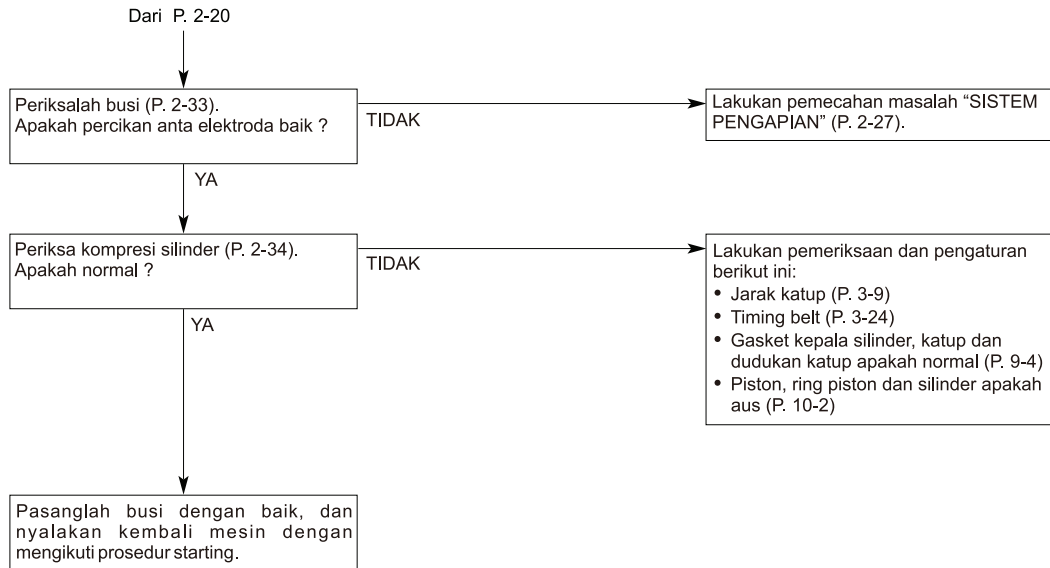 Dari P. 2-20
Periksalah busi (P. 2-33).
Apakah percikan anta elektroda baik ?
TIDAK
Lakukan pemecahan masalah “SISTEM
PENGAPIAN” (P. 2-27).
YA
Periksa kompresi silinder (P. 2-34).
Apakah normal ?
TIDAK
Lakukan pemeriksaan dan pengaturan
berikut ini:
• Jarak katup (P. 3-9)
• Timing belt (P. 3-24)
• Gasket kepala silinder, katup dan
dudukan katup apakah normal (P. 9-4)
• Piston, ring piston dan silinder apakah
aus (P. 10-2)
YA
Pasanglah busi dengan baik, dan
nyalakan kembali mesin dengan
mengikuti prosedur starting.